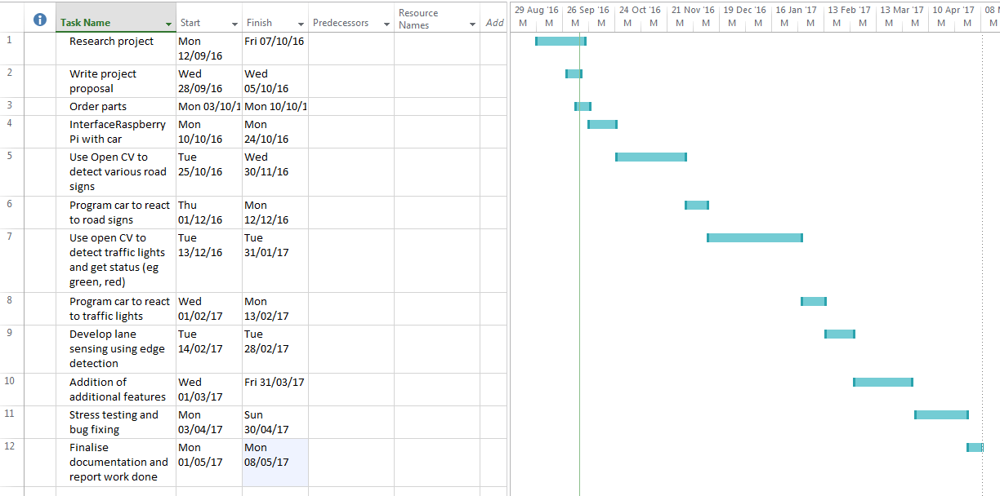 Task Name Start Finish Predecessors Resource Names Add
29 Aug '16 26 Sep '16 24 Oct '16 21 Nov '16 19 Dec '16 16 Jan '17 13 Feb '17 13 Mar '17 10 Apr '17 08
M M M M M M M M M M M M M M M M M M M
1 Research project Mon 12/09/16 Fri 07/10/16
2 Write project proposal Wed 28/09/16 Wed 05/10/16
3 Order parts Mon 03/10/1 Mon 10/10/1
4 InterfaceRaspberry Pi with car Mon 10/10/16 Mon 24/10/16
5 Use Open CV to detect various road signs Tue 25/10/16 Wed 30/11/16
6 Program car to react to road signs Thu 01/12/16 Mon 12/12/16
7 Use open CV to detect traffic lights and get status (eg green, red) Tue 13/12/16 Tue 31/01/17
8 Program car to react to traffic lights Wed 01/02/17 Mon 13/02/17
9 Develop lane sensing using edge detection Tue 14/02/17 Tue 28/02/17
10 Addition of additional features Wed 01/03/17 Fri 31/03/17
11 Stress testing and bug fixing Mon 03/04/17 Sun 30/04/17
12 Finalise documentation and report work done Mon 01/05/17 Mon 08/05/17